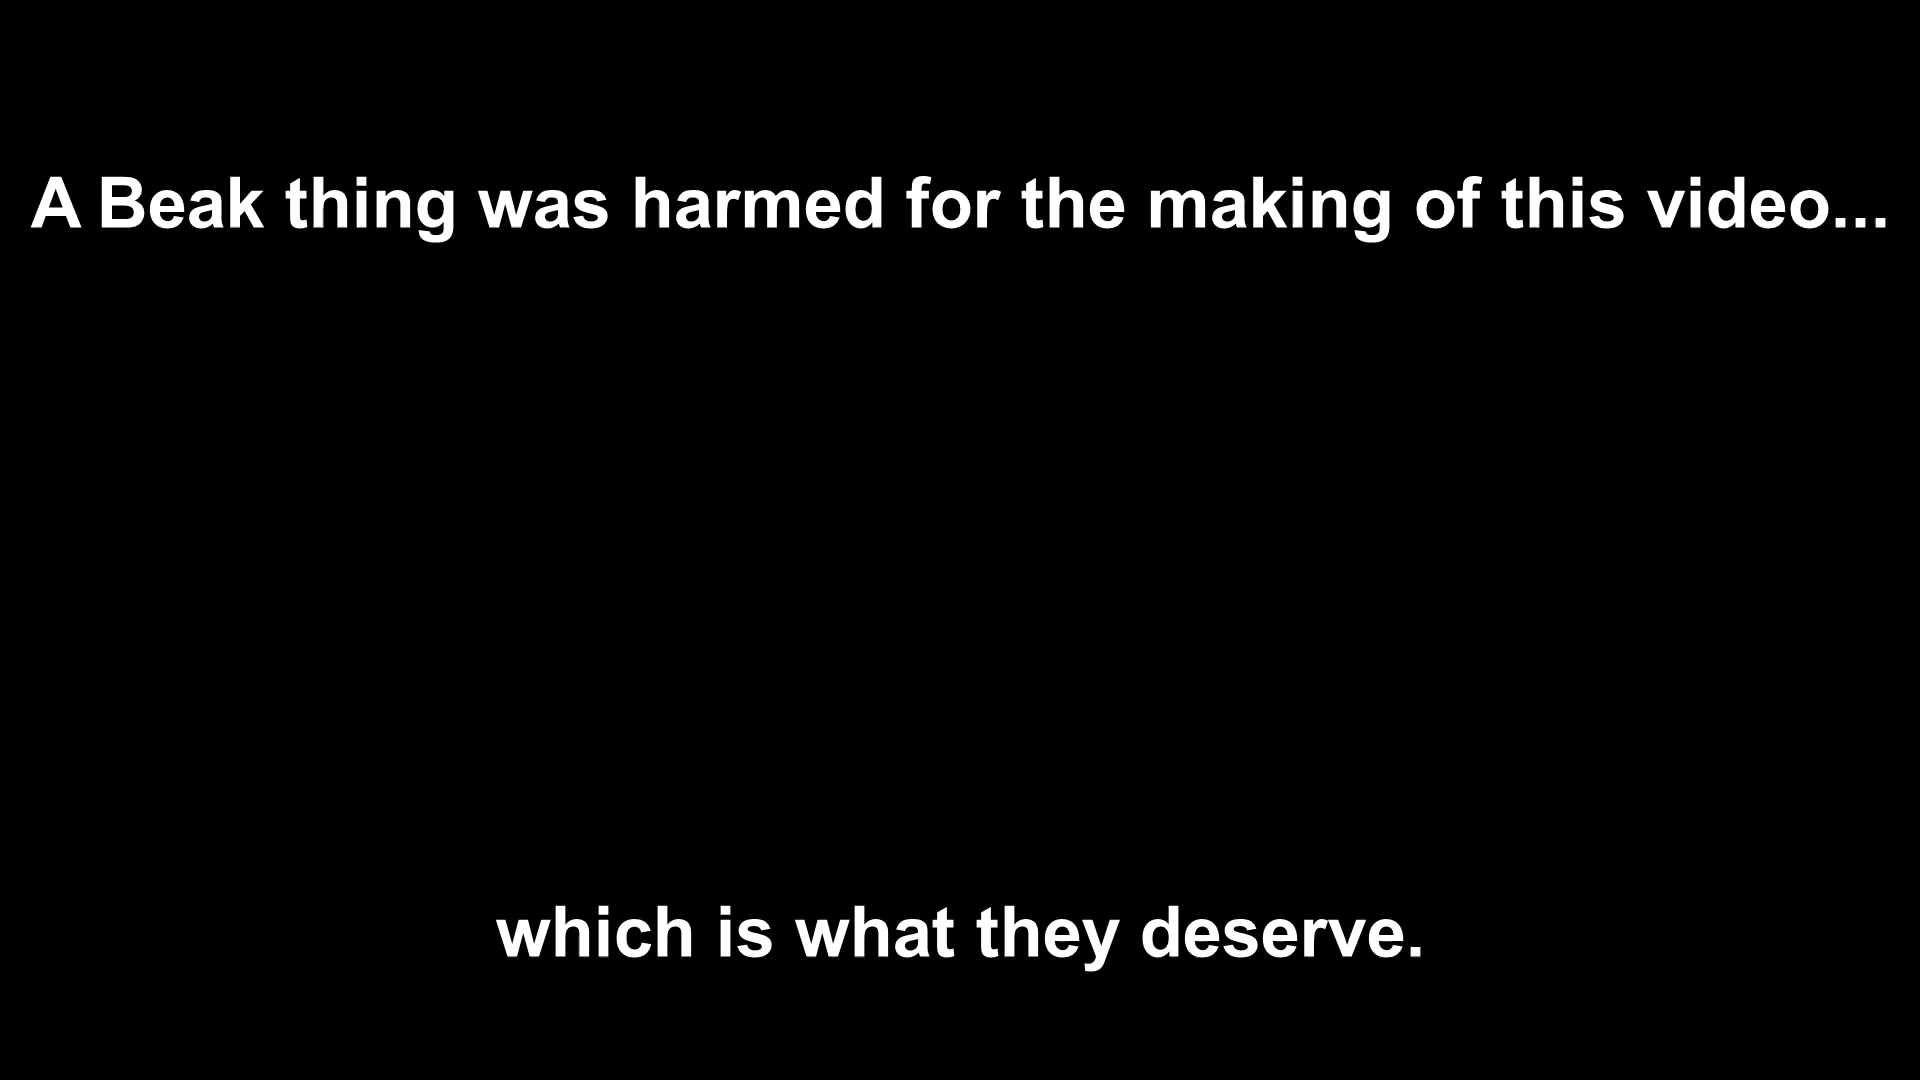 A Beak thing was harmed for the making of this video...
which is what they deserve.